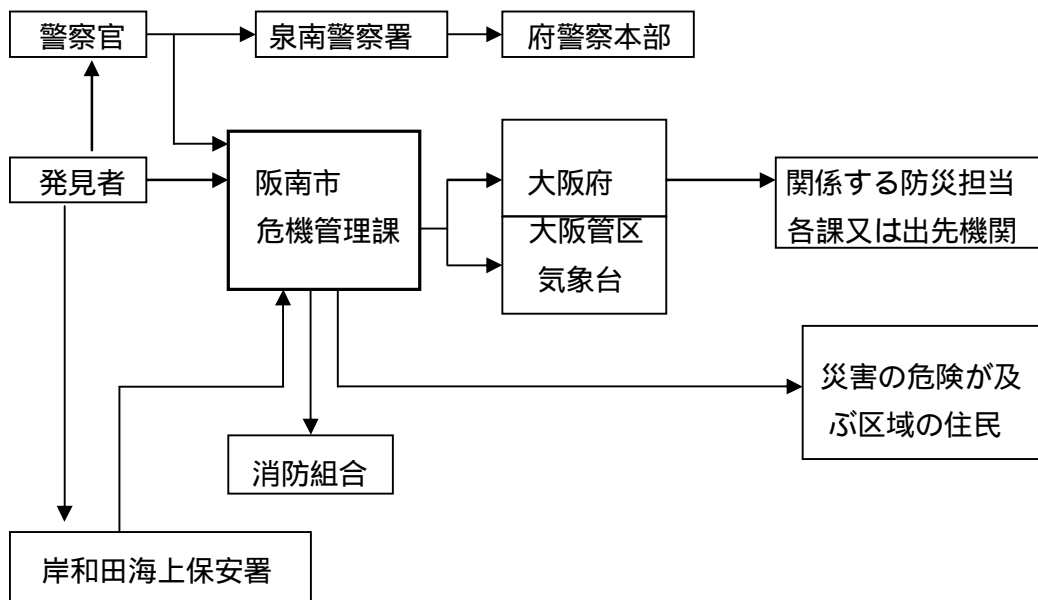 警察官
泉南警察署
府警察本部
発見者
阪南市
危機管理課
大阪府
大阪管区
気象台
関係する防災担当
各課又は出先機関
災害の危険が及
ぶ区域の住民
消防組合
岸和田海上保安署